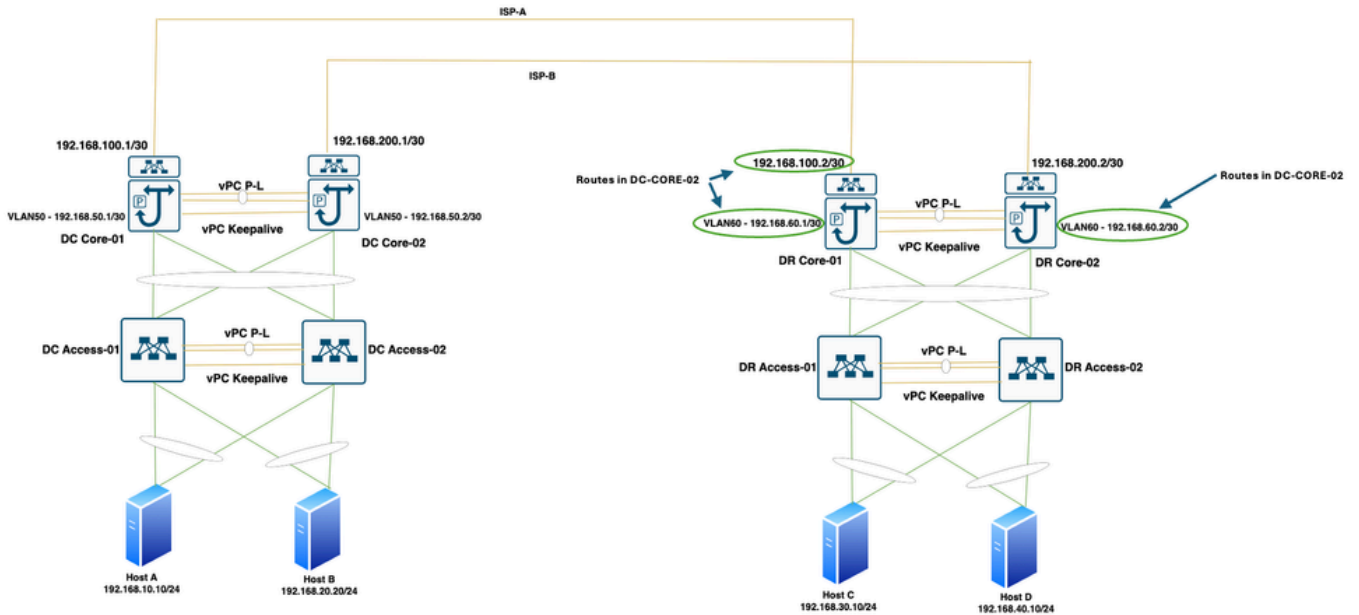 ISP-A
ISP-B
192.168.100.1/30
192.168.200.1/30
192.168.100.2/30
192.168.200.2/30
Routes in DC-CORE-02
Routes in DC-CORE-02
vPC P-L
vPC P-L
P
P
P
P
VLAN50 - 192.168.50.1/30
VLAN50 - 192.168.50.2/30
VLAN60 - 192.168.60.1/30
VLAN60 - 192.168.60.2/30
vPC Keepalive
vPC Keepalive
DC Core-01
DC Core-02
DR Core-01
DR Core-02
vPC P-L
vPC P-L
DC Access-01
DC Access-02
DR Access-01
DR Access-02
vPC Keepalive
vPC Keepalive
Host A
192.168.10.10/24
Host B
192.168.20.20/24
Host C
192.168.30.10/24
Host D
192.168.40.10/24